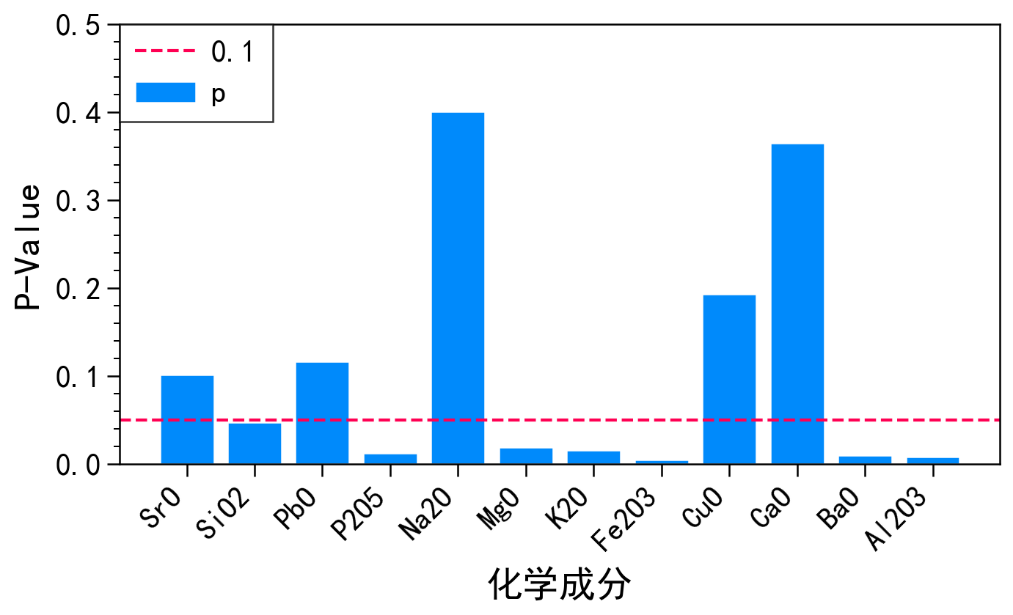 0.5
0.4
0.3
0.2
0.1
0.0
P-Value
0.1
p
SrO
SiO2
PbO
P2O5
Na2O
MgO
K2O
Fe2O3
CuO
CaO
BaO
Al2O3
化学成分